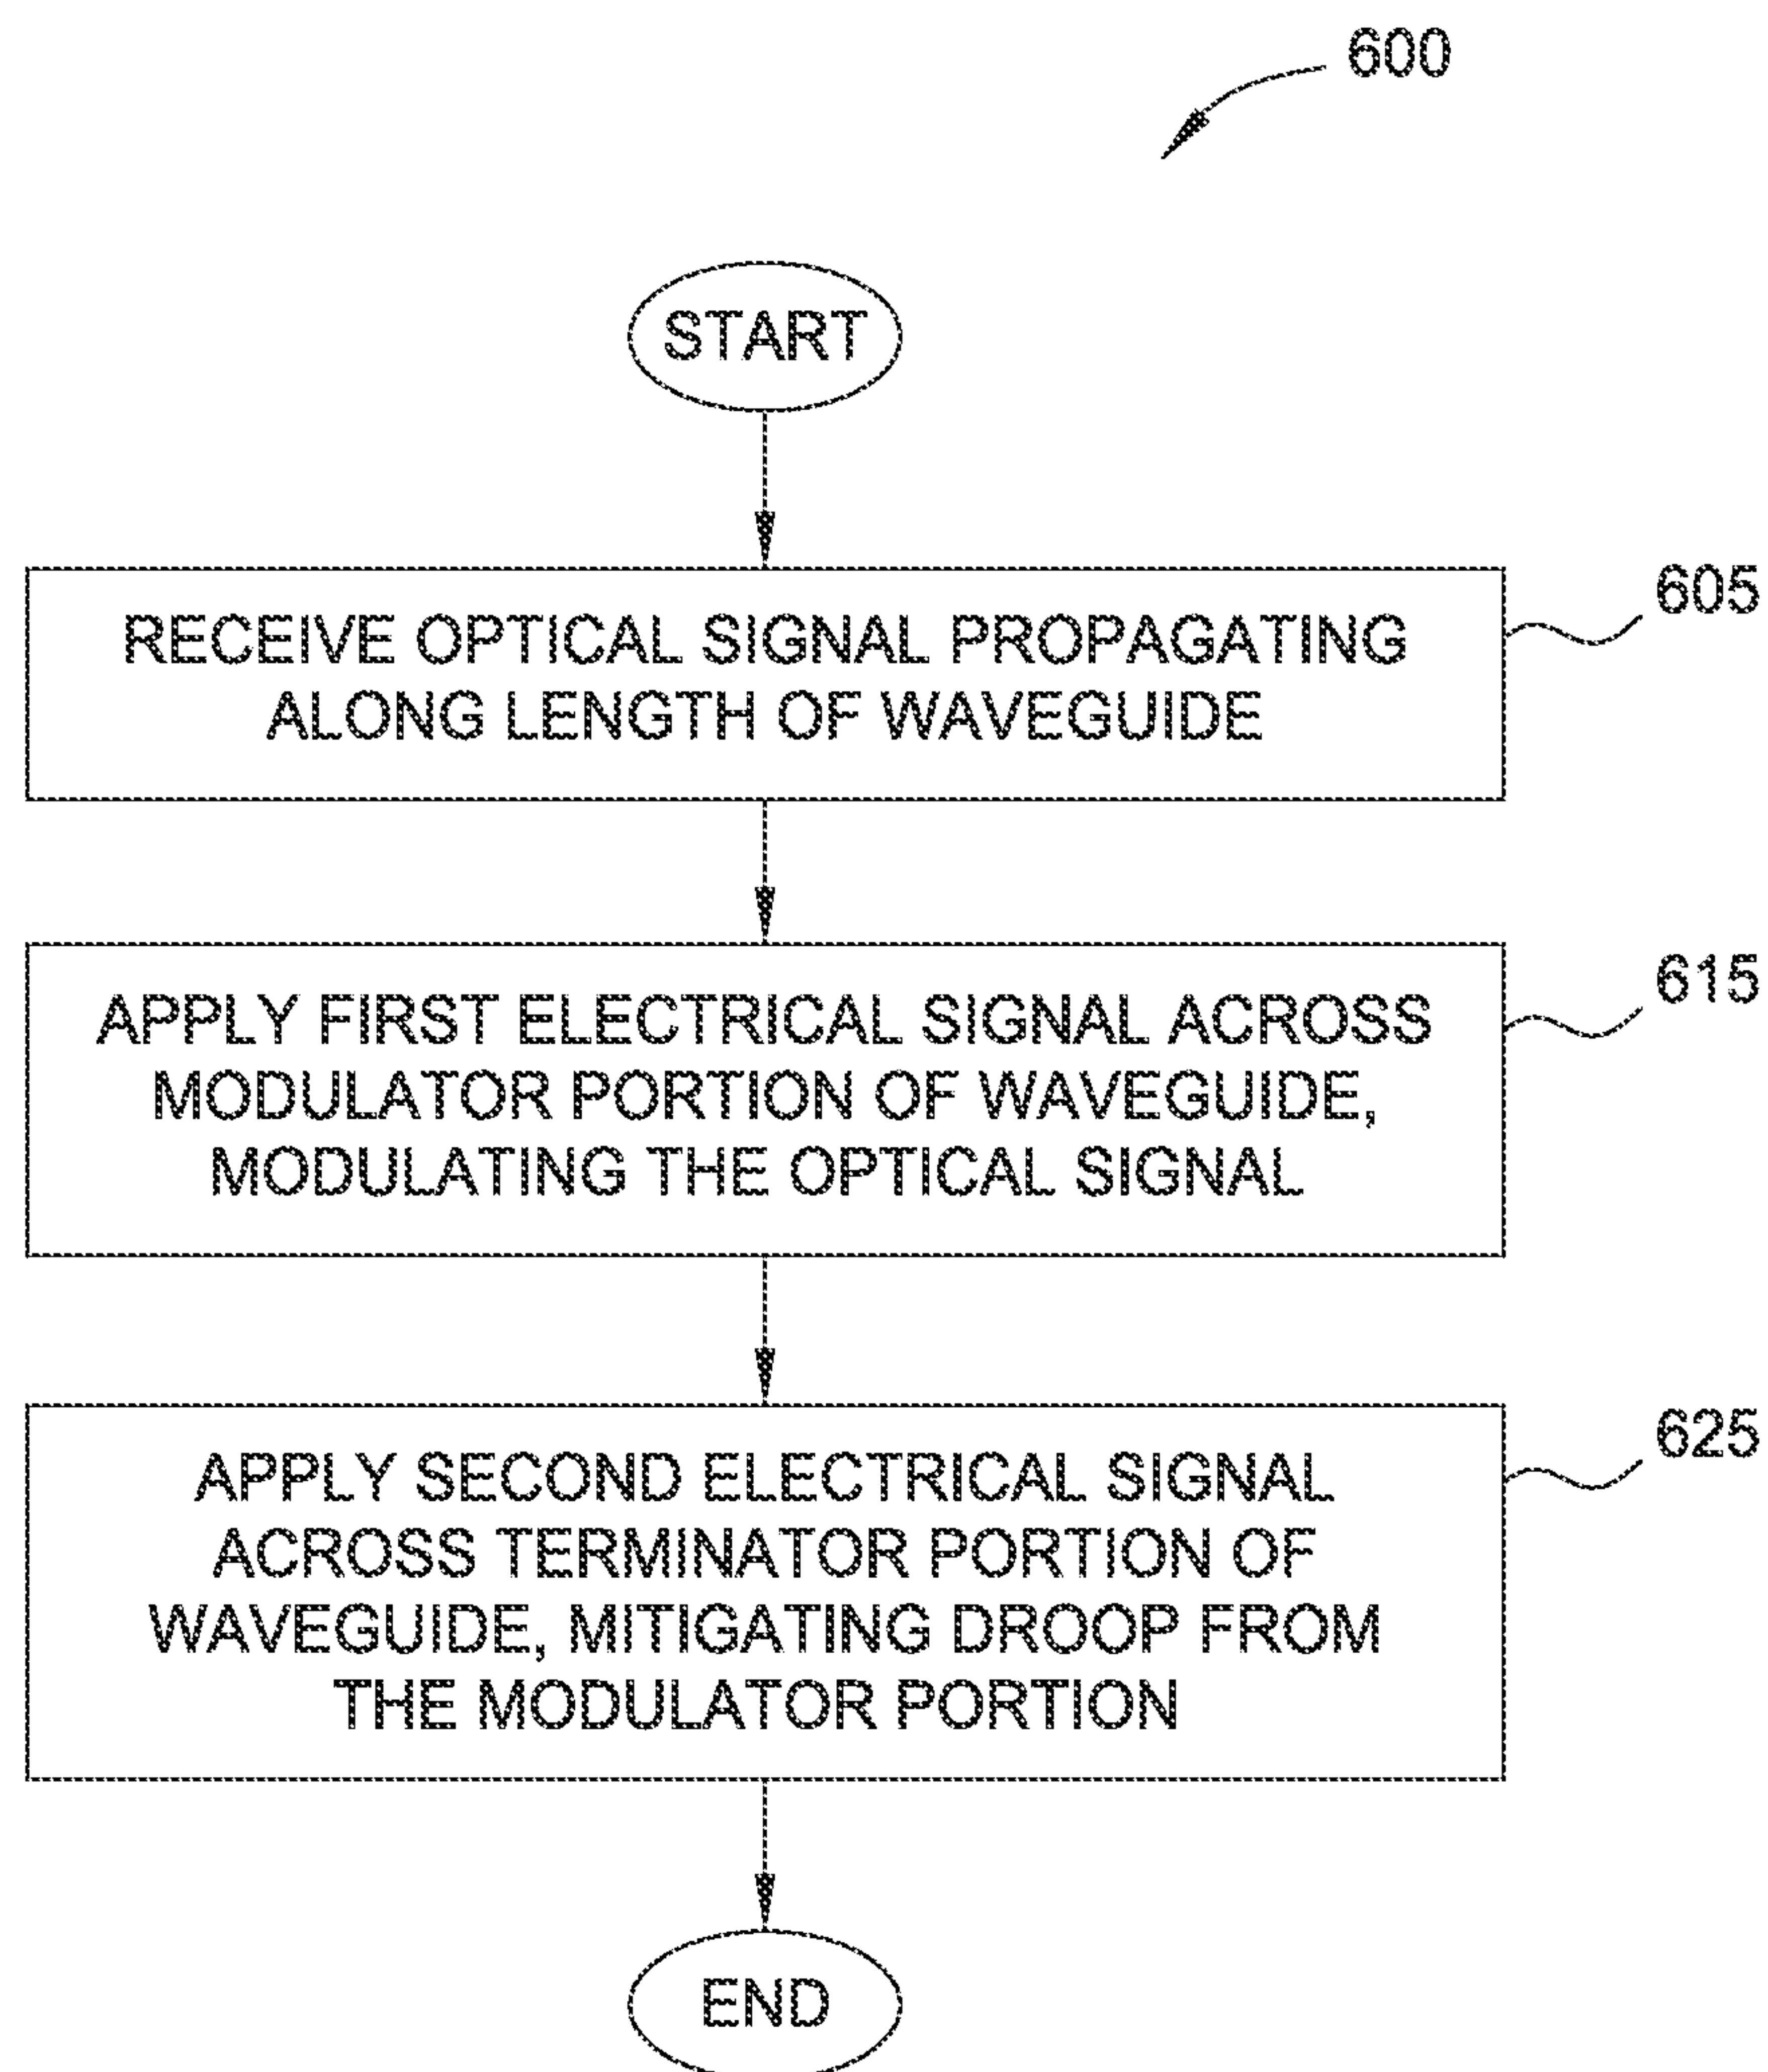 600
START
RECEIVE OPTICAL SIGNAL PROPAGATING
ALONG LENGTH OF WAVEGUIDE
605
APPLY FIRST ELECTRICAL SIGNAL ACROSS
MODULATOR PORTION OF WAVEGUIDE,
MODULATING THE OPTICAL SIGNAL
615
APPLY SECOND ELECTRICAL SIGNAL
ACROSS TERMINATOR PORTION OF
WAVEGUIDE, MITIGATING DROOP FROM
THE MODULATOR PORTION
625
END